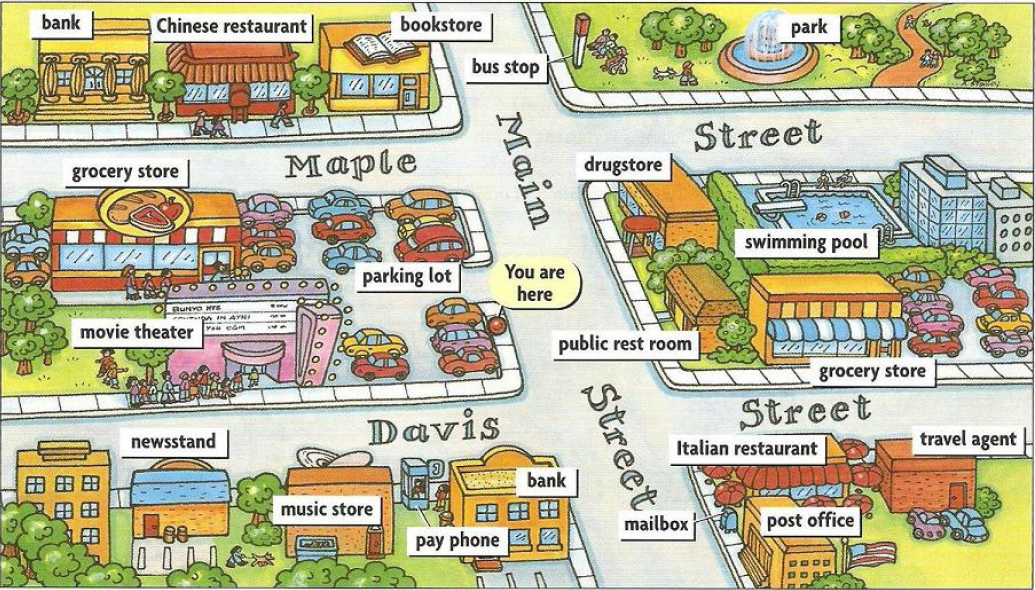 bank
Chinese restaurant
bookstore
bus stop
park
Maple
Main
Street
grocery store
drugstore
swimming pool
parking lot
You are
here
movie theater
public rest room
grocery store
Davis
Street
Street
newsstand
music store
pay phone
bank
Italian restaurant
travel agent
mailbox
post office